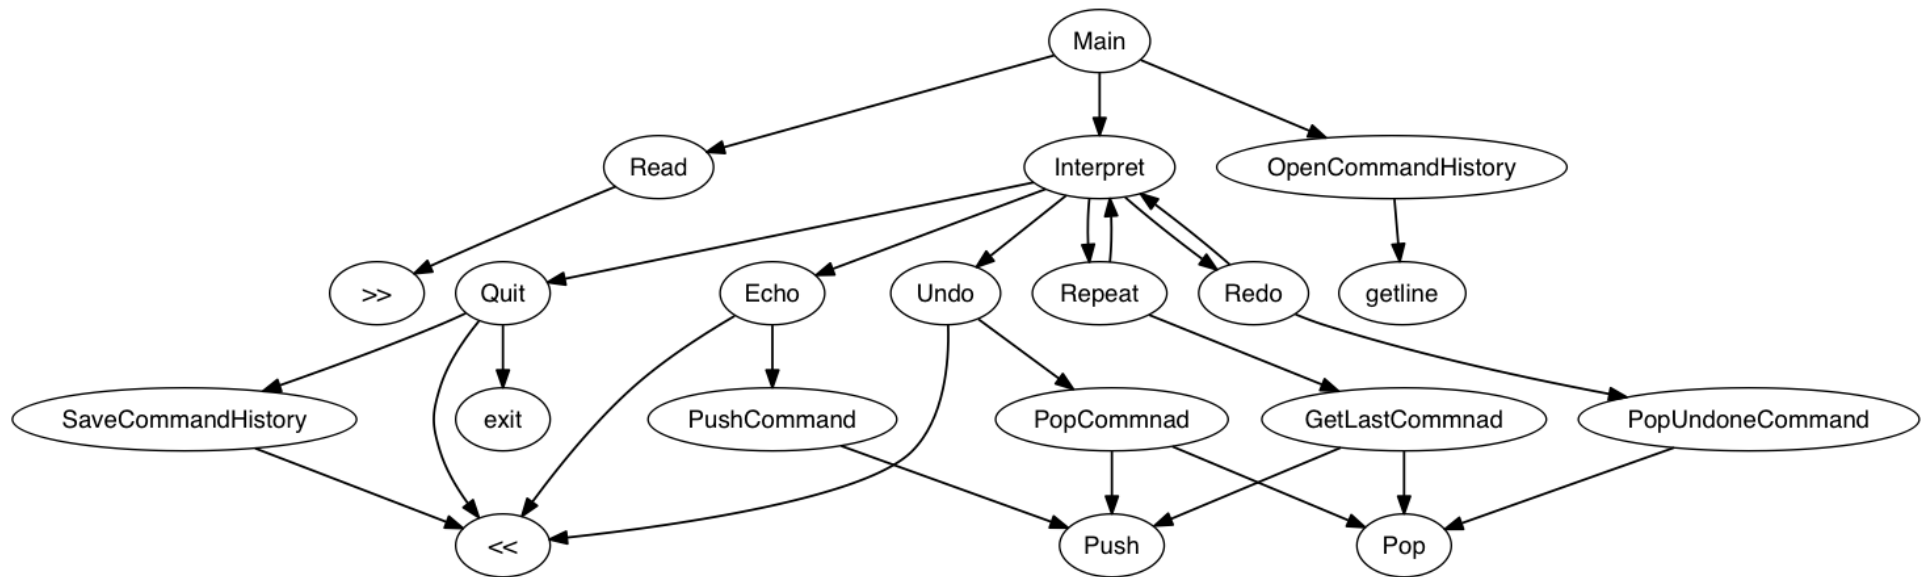 Main
Read
Interpret
OpenCommandHistory
>>
Quit
Echo
Undo
Repeat
Redo
getline
SaveCommandHistory
exit
PushCommand
PopCommnad
GetLastCommnad
PopUndoneCommand
<<
Push
Pop